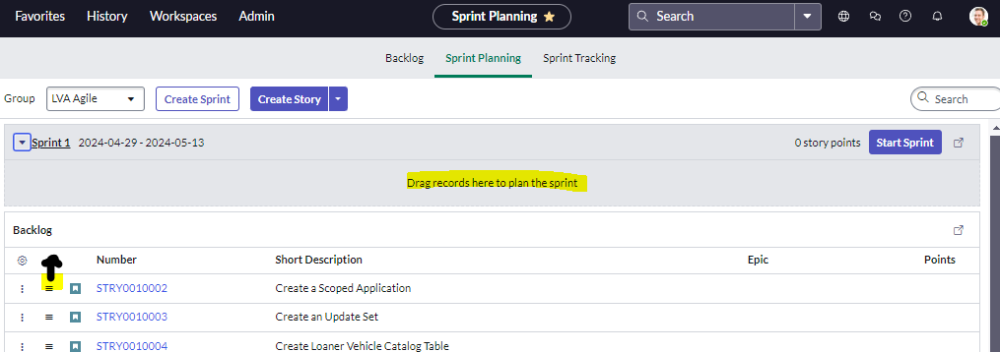 Favorites History Workspaces Admin Sprint Planning Search
Backlog Sprint Planning Sprint Tracking
Group LVA Agile Create Sprint Create Story Search
Sprint 1 2024-04-29 - 2024-05-13 0 story points Start Sprint
Drag records here to plan the sprint
Backlog
Number Short Description Epic Points
STRY0010002 Create a Scoped Application
STRY0010003 Create an Update Set
STRY0010004 Create Loaner Vehicle Catalog Table